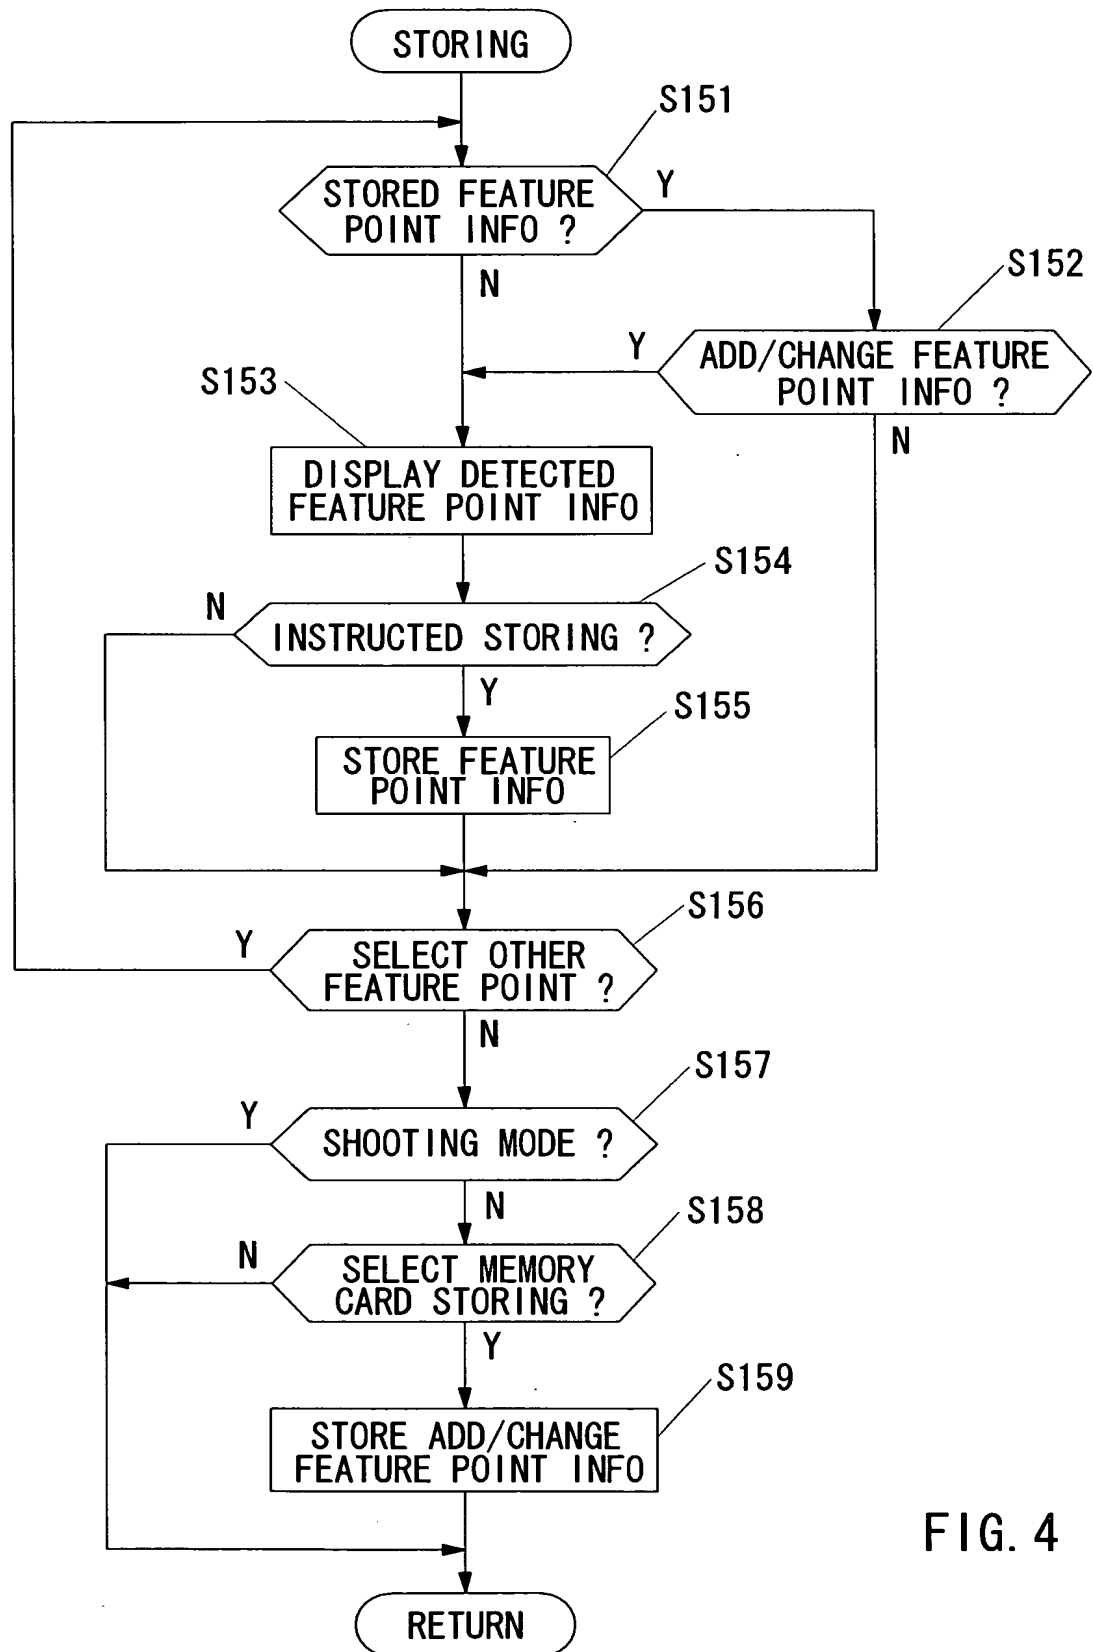 STORING
S151
STORED FEATURE
POINT INFO ?
Y
N
S152
ADD/CHANGE FEATURE
POINT INFO ?
Y
N
S153
DISPLAY DETECTED
FEATURE POINT INFO
S154
N
INSTRUCTED STORING ?
Y
S155
STORE FEATURE
POINT INFO
S156
Y
SELECT OTHER
FEATURE POINT ?
N
S157
Y
SHOOTING MODE ?
N
S158
N
SELECT MEMORY
CARD STORING ?
Y
S159
STORE ADD/CHANGE
FEATURE POINT INFO
FIG. 4
RETURN